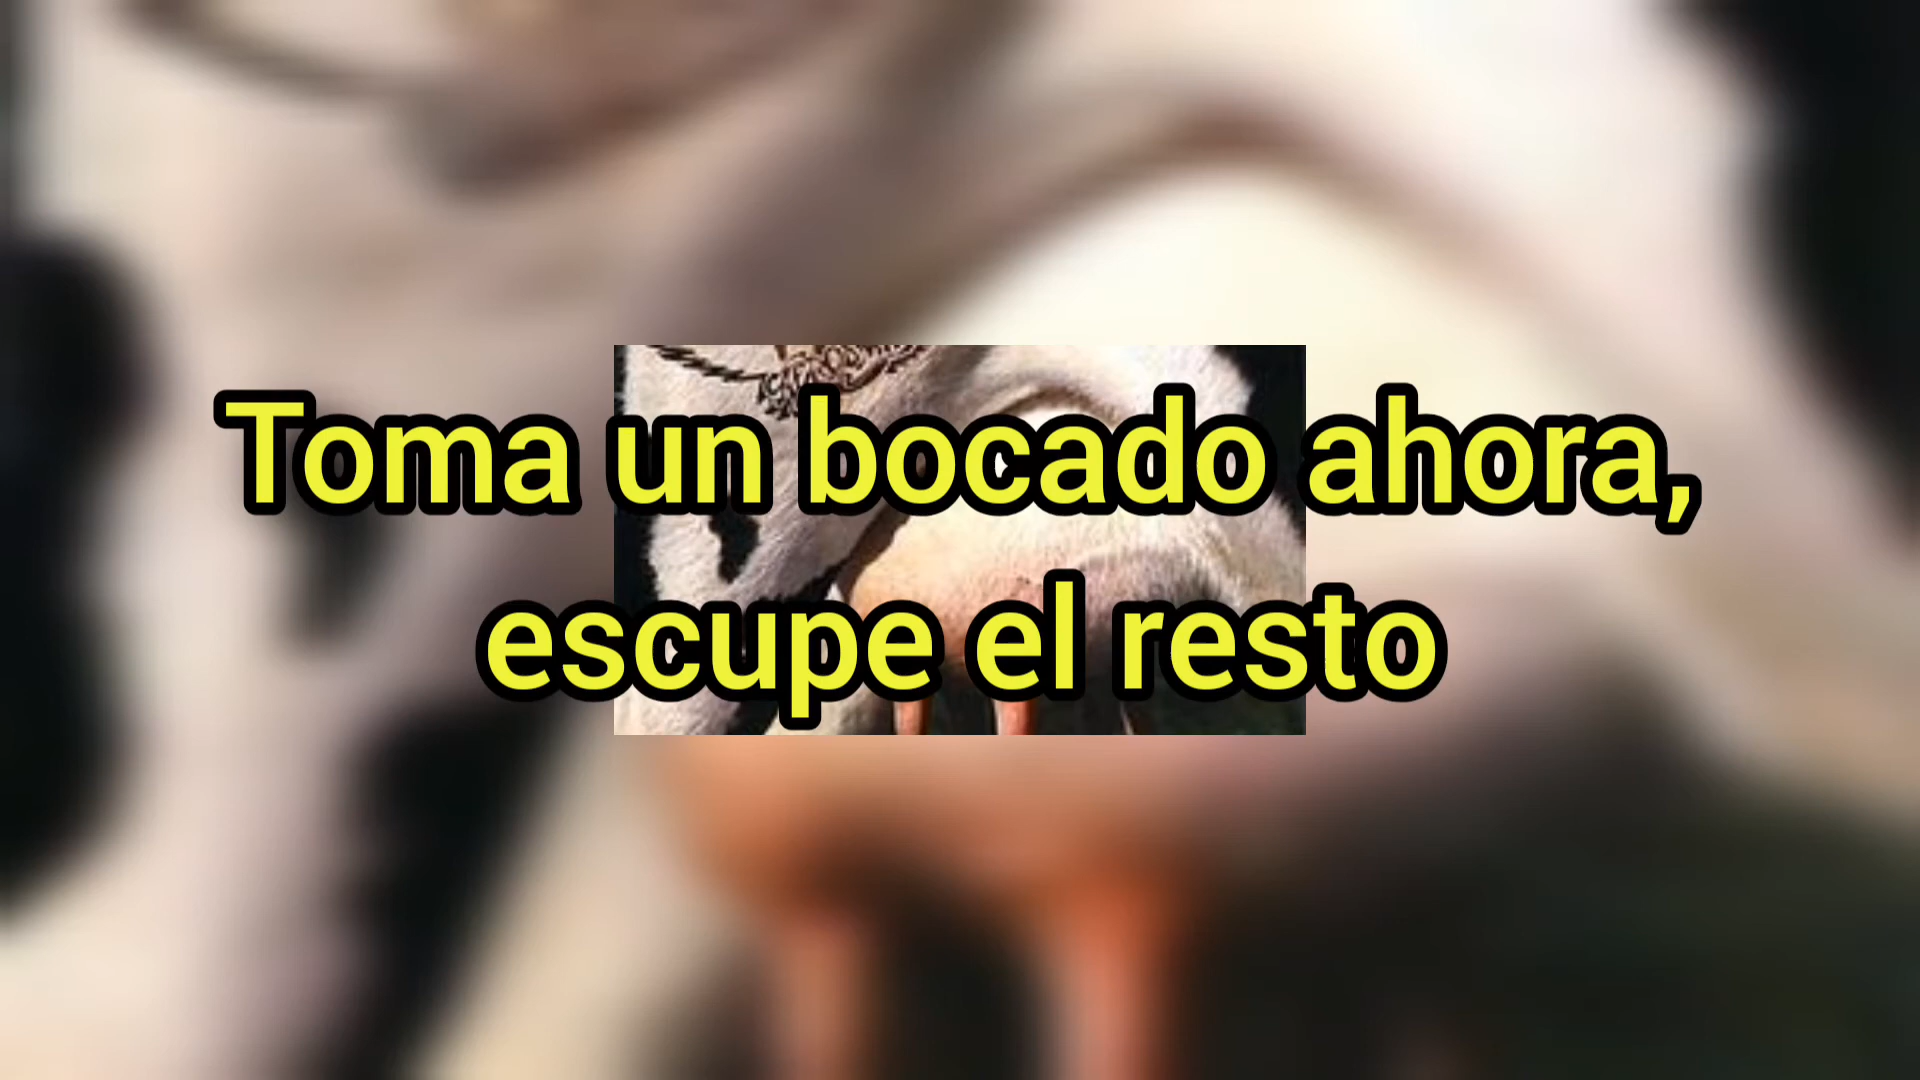 Toma un bocado ahora,
escupe el resto